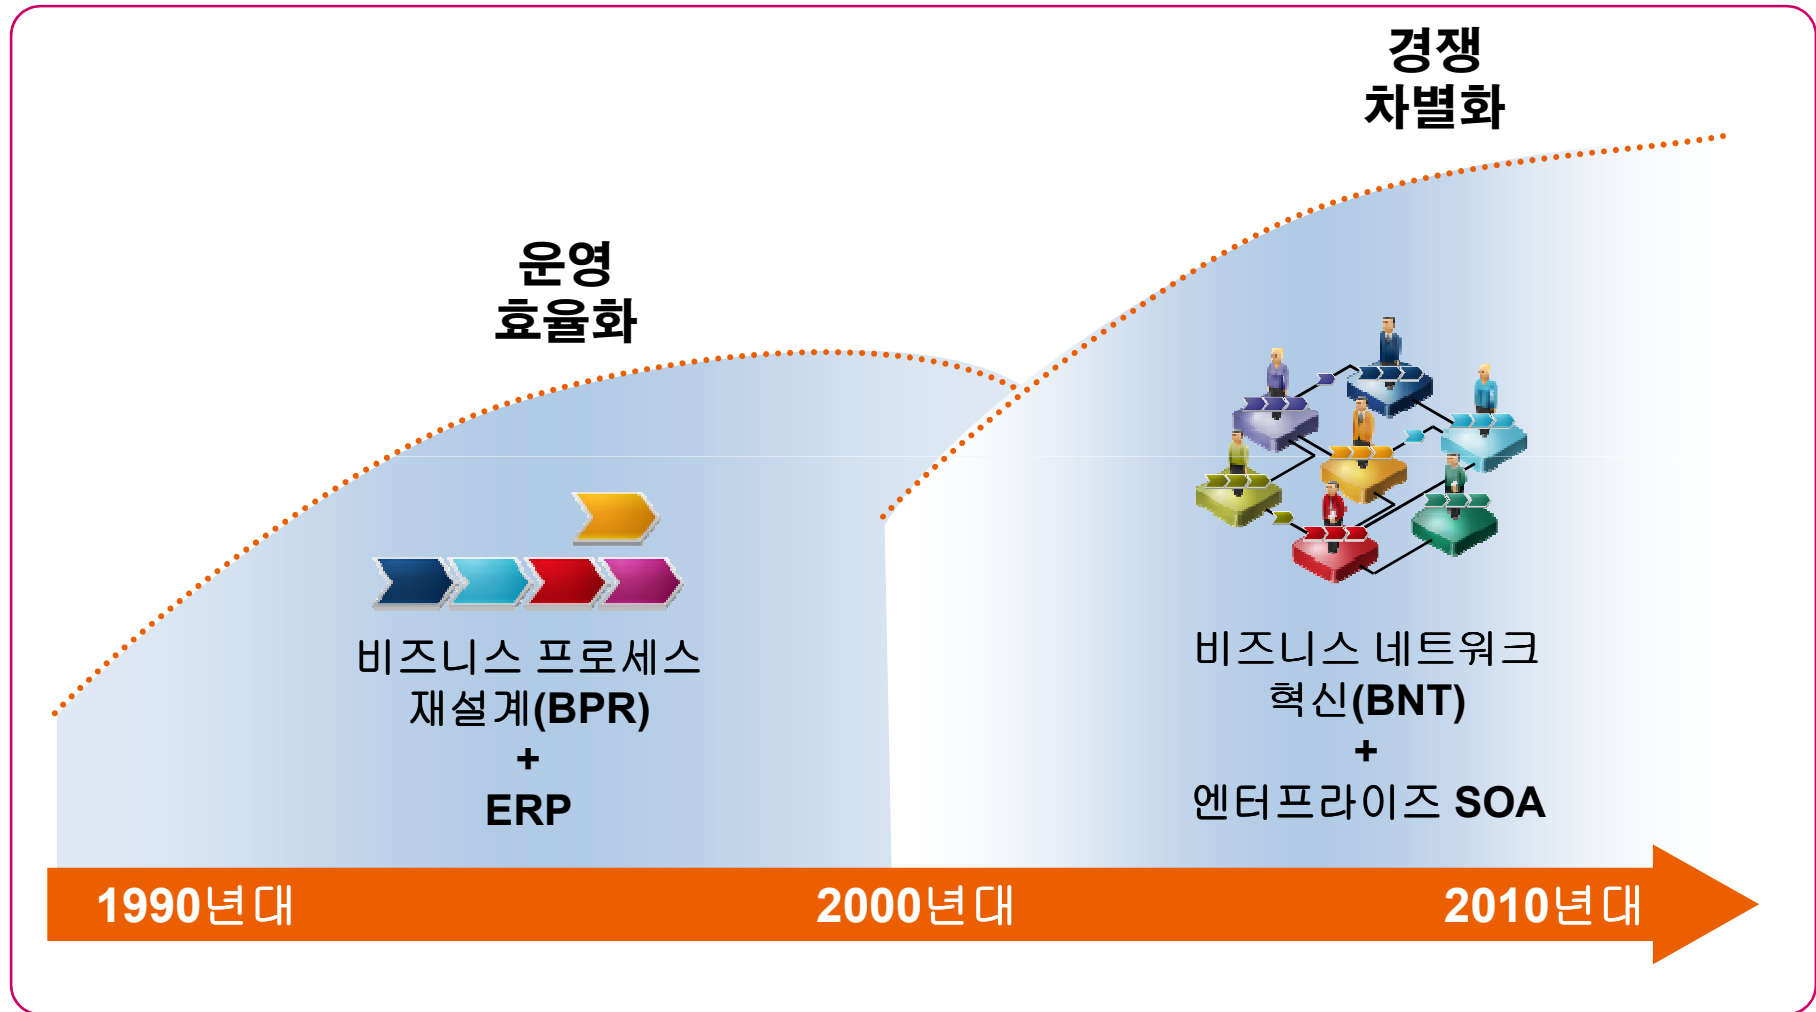 경쟁
차별화
운영
효율화
비즈니스 프로세스
재설계(BPR)
+
ERP
비즈니스 네트워크
혁신(BNT)
+
엔터프라이즈 SOA
1990년대
2000년대
2010년대